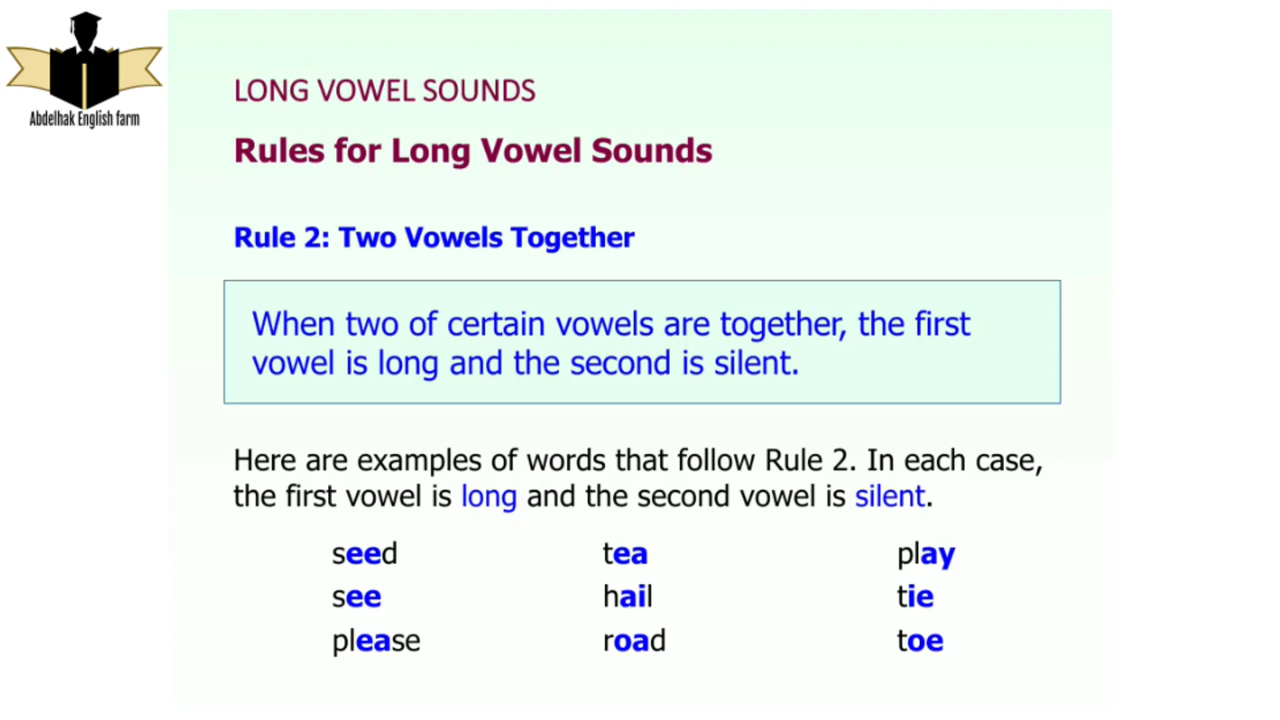 Abdelhak English farm
LONG VOWEL SOUNDS
Rules for Long Vowel Sounds
Rule 2: Two Vowels Together
When two of certain vowels are together, the first
vowel is long and the second is silent.
Here are examples of words that follow Rule 2. In each case,
the first vowel is long and the second vowel is silent.
seed tea play
see hail tie
please road toe